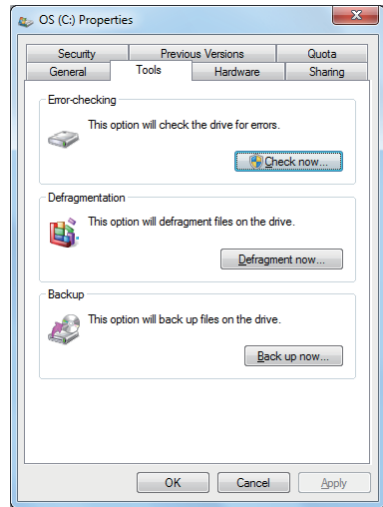 OS (C:) Properties
Security Previous Versions Quota
General Tools Hardware Sharing
Error-checking
This option will check the drive for errors.
Check now...
Defragmentation
This option will defragment files on the drive.
Defragment now...
Backup
This option will back up files on the drive.
Back up now...
OK Cancel Apply